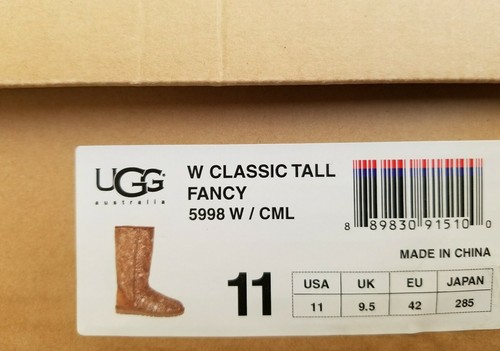 UGG
australia
W CLASSIC TALL
FANCY
5998 W / CML
8 89830 91510 0
MADE IN CHINA
11
USA UK EU JAPAN
11 9.5 42 285